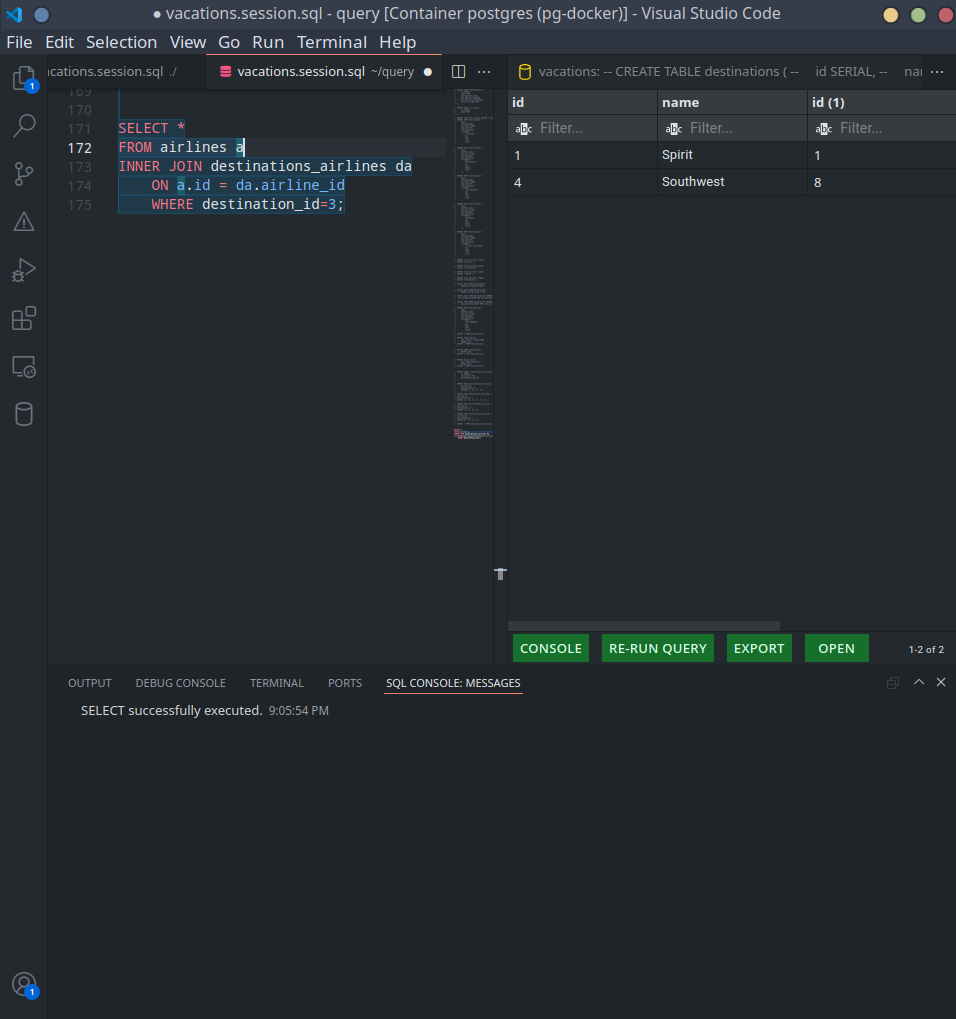 ● vacations.session.sql - query [Container postgres (pg-docker)] - Visual Studio Code
File Edit Selection View Go Run Terminal Help
cations.session.sql ./
vacations.session.sql ~/query ●
vacations: -- CREATE TABLE destinations ( -- id SERIAL, -- nar ···
1
169
170
171 SELECT *
172 FROM airlines a
173 INNER JOIN destinations_airlines da
174 ON a.id = da.airline_id
175 WHERE destination_id=3;
id name id (1)
abc Filter... abc Filter... abc Filter...
1 Spirit 1
4 Southwest 8
CONSOLE RE-RUN QUERY EXPORT OPEN 1-2 of 2
OUTPUT DEBUG CONSOLE TERMINAL PORTS SQL CONSOLE: MESSAGES
SELECT successfully executed. 9:05:54 PM
1